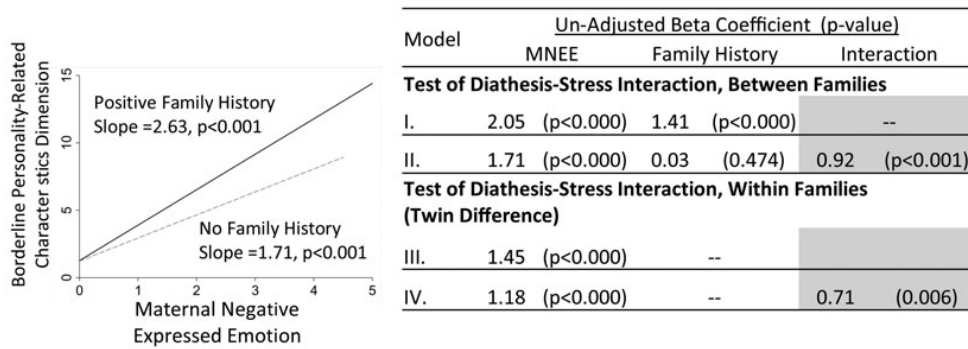 Borderline Personality-Related
Character stics Dimension
15
10
5
0
Positive Family History
Slope =2.63, p<0.001
No Family History
Slope =1.71, p<0.001
0 1 2 3 4 5
Maternal Negative
Expressed Emotion
Un-Adjusted Beta Coefficient (p-value)
Model MNEE Family History Interaction
Test of Diathesis-Stress Interaction, Between Families
I. 2.05 (p<0.000) 1.41 (p<0.000) --
II. 1.71 (p<0.000) 0.03 (0.474) 0.92 (p<0.001)
Test of Diathesis-Stress Interaction, Within Families
(Twin Difference)
III. 1.45 (p<0.000) --
IV. 1.18 (p<0.000) -- 0.71 (0.006)